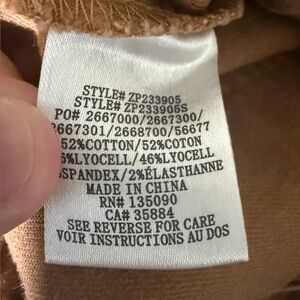 STYLE# ZP233905
STYLE# ZP233905S
PO# 2667000/2667300/
2667301/2668700/56677
52%COTTON/52%COTON
6%LYOCELL/46%LYOCELL
SPANDEX/2%ÉLASTHANNE
MADE IN CHINA
RN# 135090
CA# 35884
SEE REVERSE FOR CARE
VOIR INSTRUCTIONS AU DOS